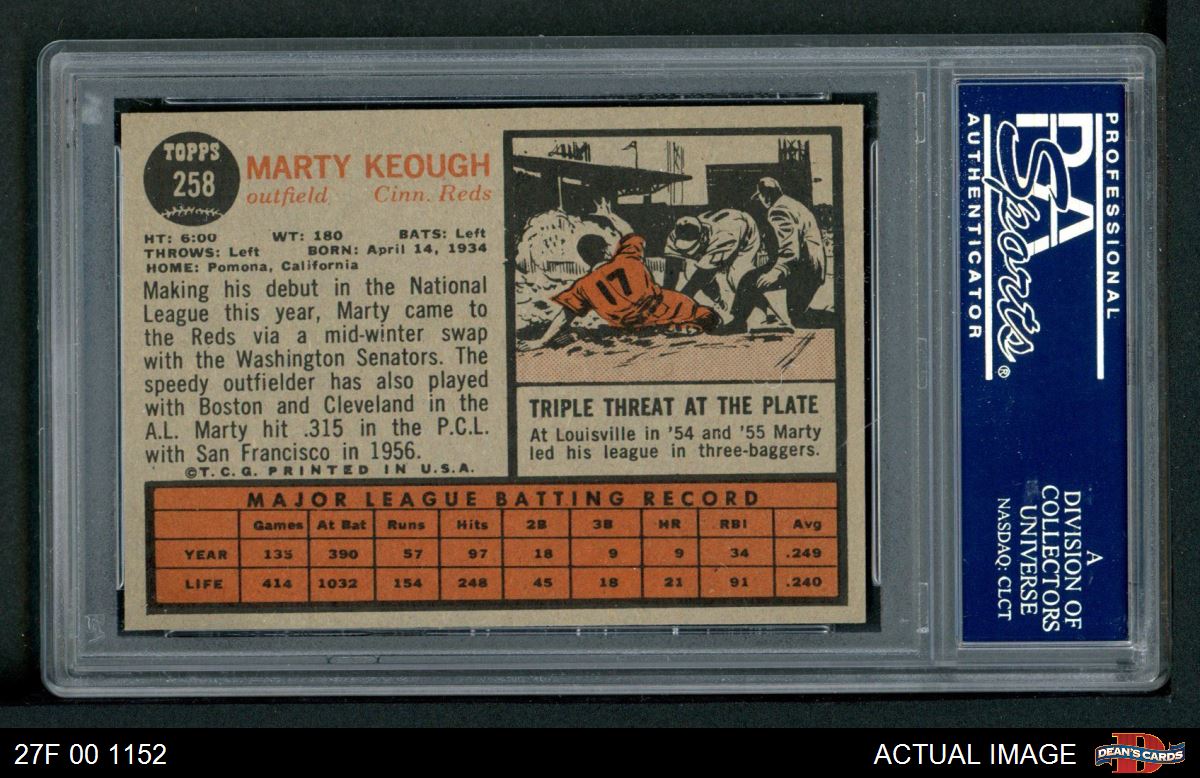 TOPPS
258
MARTY KEOUGH
outfield Cinn. Reds
HT: 6:00 WT: 180 BATS: Left
THROWS: Left BORN: April 14, 1934
HOME: Pomona, California
Making his debut in the National
League this year, Marty came to
the Reds via a mid-winter swap
with the Washington Senators. The
speedy outfielder has also played
with Boston and Cleveland in the
A.L. Marty hit .315 in the P.C.L.
with San Francisco in 1956.
©T.C.G. PRINTED IN U.S.A.
17
TRIPLE THREAT AT THE PLATE
At Louisville in '54 and '55 Marty
led his league in three-baggers.
MAJOR LEAGUE BATTING RECORD
Games At Bat Runs Hits 2B 3B HR RBI Avg
YEAR 135 390 57 97 18 9 9 34 .249
LIFE 414 1032 154 248 45 18 21 91 .240
PROFESSIONAL
PSA
Sports®
AUTHENTICATOR
A
DIVISION OF
COLLECTORS
UNIVERSE
NASDAQ: CLCT
27F 00 1152
ACTUAL IMAGE
DEAN'S CARDS